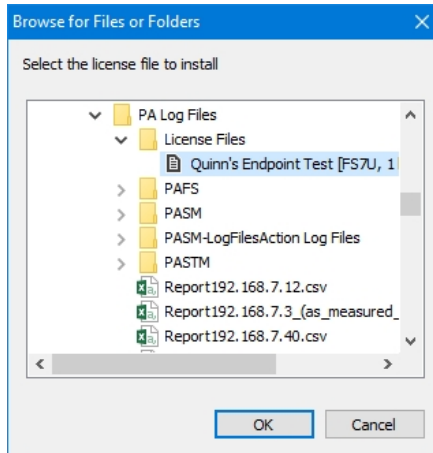 Browse for Files or Folders
Select the license file to install
PA Log Files
License Files
Quinn's Endpoint Test [FS7U, 1
PAFS
PASM
PASM-LogFilesAction Log Files
PASTM
Report192.168.7.12.csv
Report192.168.7.3_(as_measured_
Report192.168.7.40.csv
OK Cancel